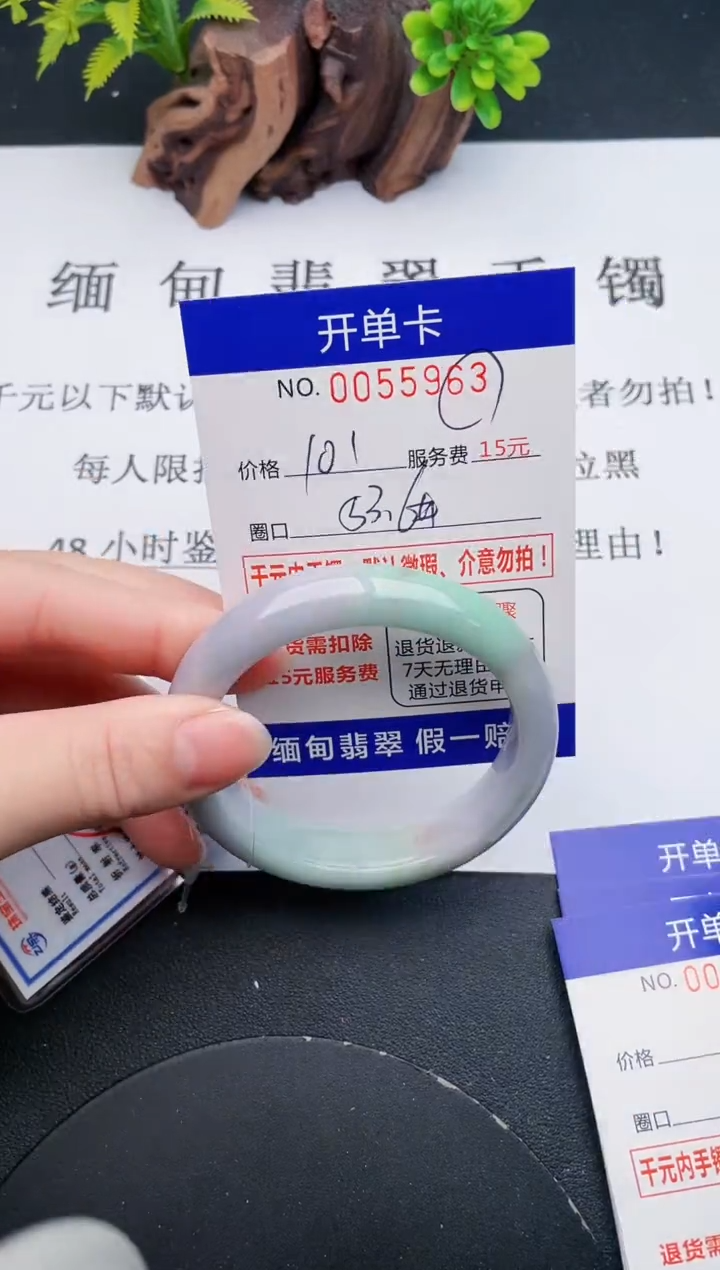 缅甸翡翠手镯
开单卡
NO. 0055963
千元以下默认
者勿拍！
价格 101 服务费 15元
每人限拍
拉黑
圈口 53.6
48小时鉴
理由！
千元内手镯、默认微瑕、介意勿拍！
货需扣除
15元服务费
退货退
7天无理由
通过退货申
缅甸翡翠 假一赔
开单
开单
NO. 00
价格
圈口
千元内手镯
退货需